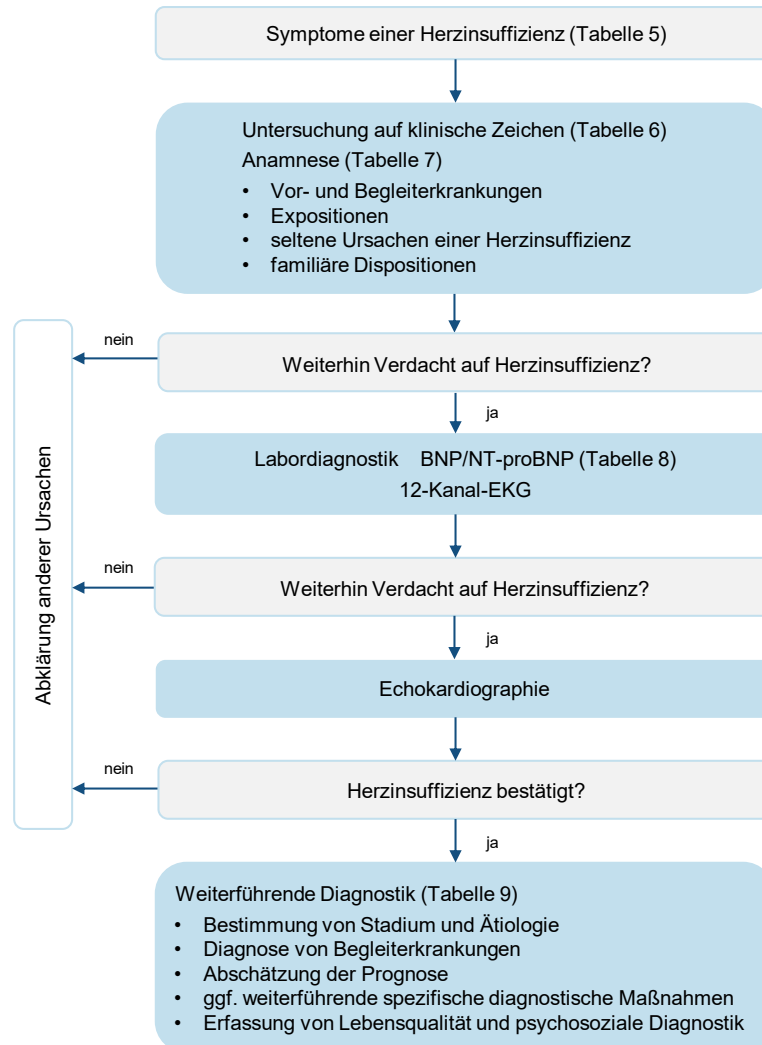 Symptome einer Herzinsuffizienz (Tabelle 5)
Untersuchung auf klinische Zeichen (Tabelle 6)
Anamnese (Tabelle 7)
• Vor- und Begleiterkrankungen
• Expositionen
• seltene Ursachen einer Herzinsuffizienz
• familiäre Dispositionen
nein
Weiterhin Verdacht auf Herzinsuffizienz?
ja
Labordiagnostik BNP/NT-proBNP (Tabelle 8)
12-Kanal-EKG
Abklärung anderer Ursachen
nein
Weiterhin Verdacht auf Herzinsuffizienz?
ja
Echokardiographie
nein
Herzinsuffizienz bestätigt?
ja
Weiterführende Diagnostik (Tabelle 9)
• Bestimmung von Stadium und Ätiologie
• Diagnose von Begleiterkrankungen
• Abschätzung der Prognose
• ggf. weiterführende spezifische diagnostische Maßnahmen
• Erfassung von Lebensqualität und psychosoziale Diagnostik